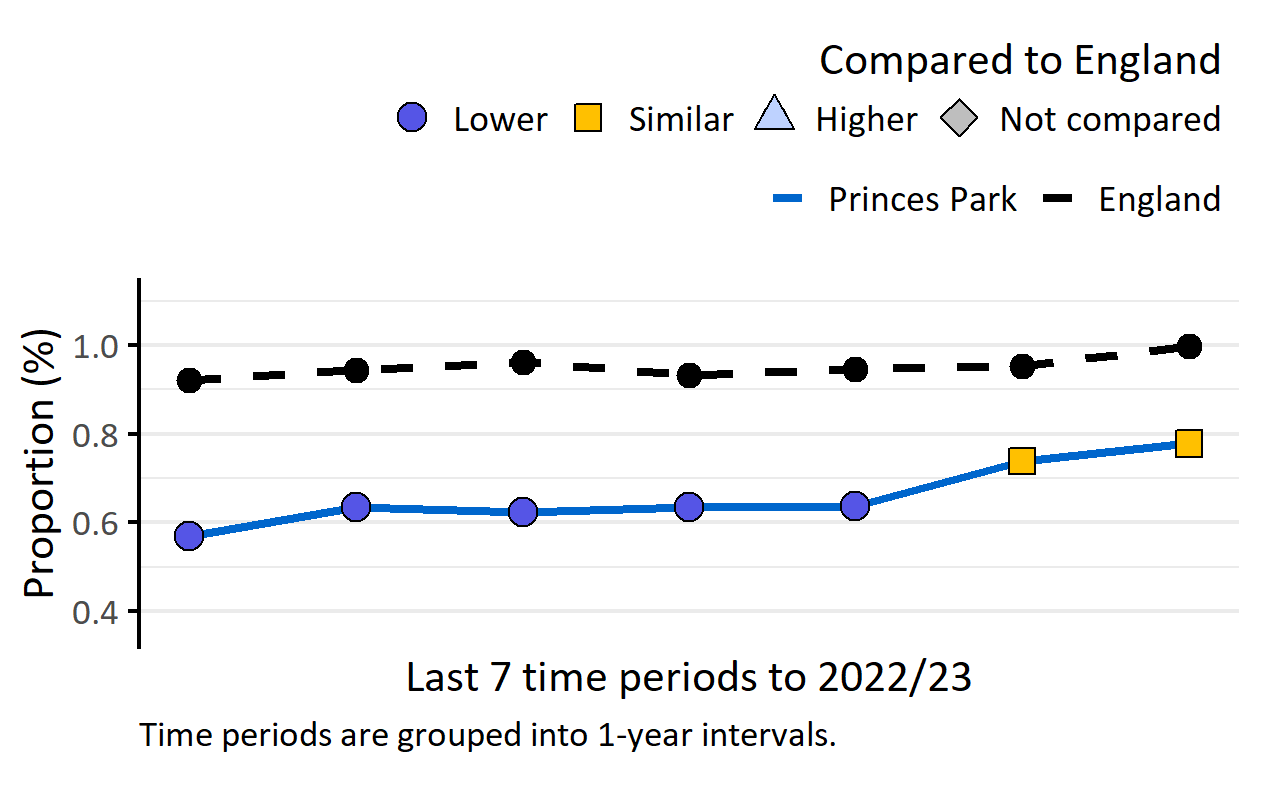 Compared to England
Lower Similar Higher Not compared
Princes Park England
Proportion (%)
1.0
0.8
0.6
0.4
Last 7 time periods to 2022/23
Time periods are grouped into 1-year intervals.